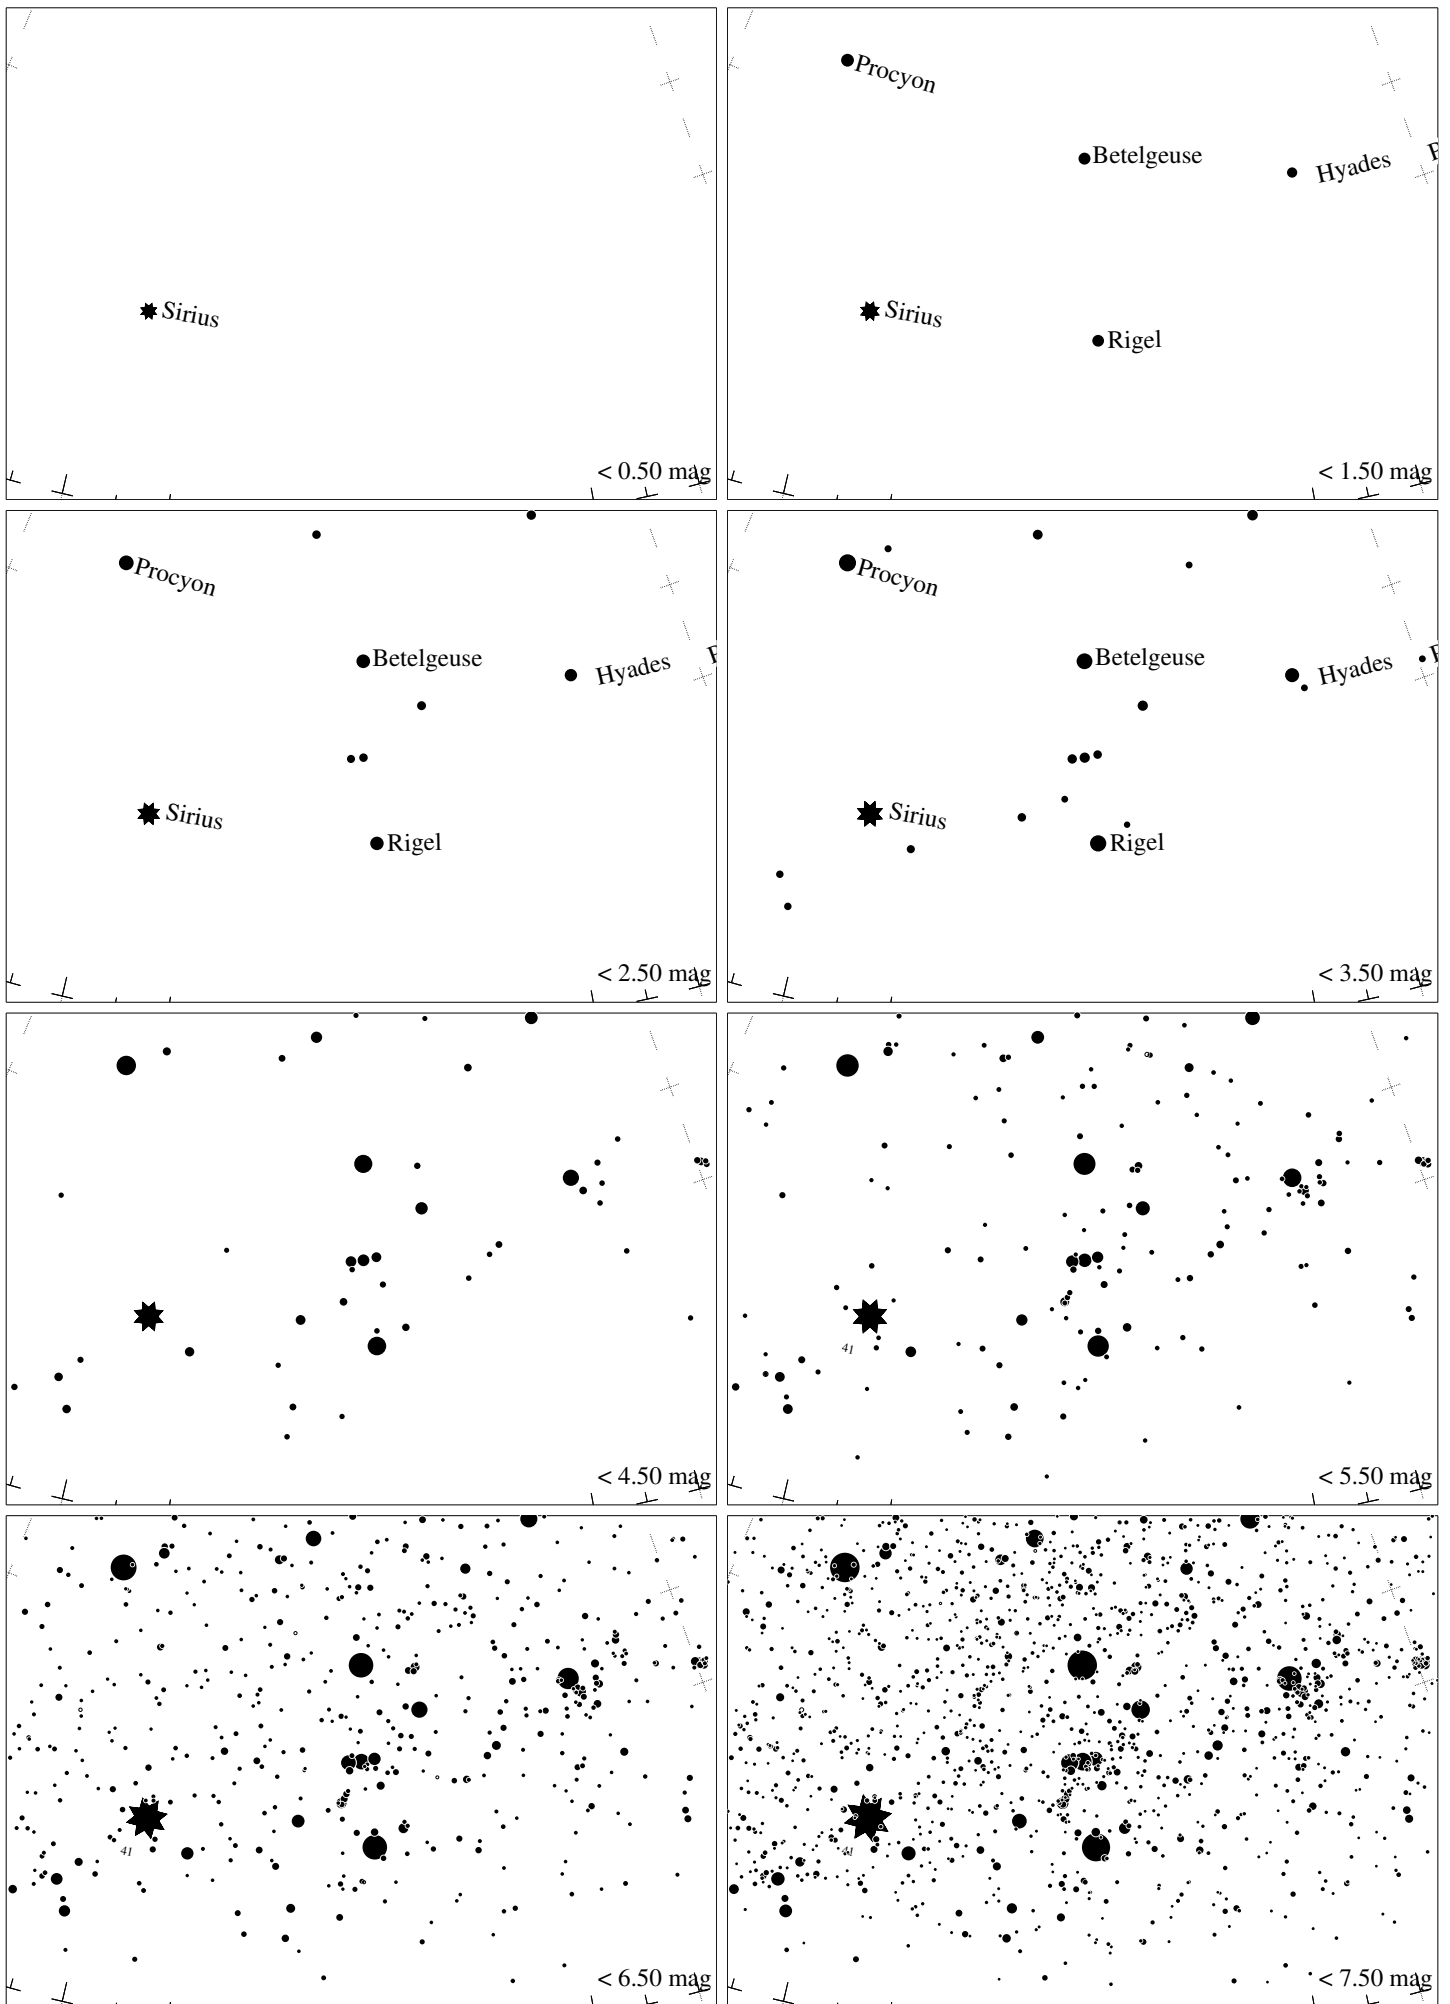 Sirius
< 0.50 mag
Procyon
Betelgeuse
Hyades
Sirius
Rigel
< 1.50 mag
Procyon
Betelgeuse
Hyades
Sirius
Rigel
< 2.50 mag
Procyon
Betelgeuse
Hyades
Sirius
Rigel
< 3.50 mag
< 4.50 mag
41
< 5.50 mag
41
< 6.50 mag
41
< 7.50 mag